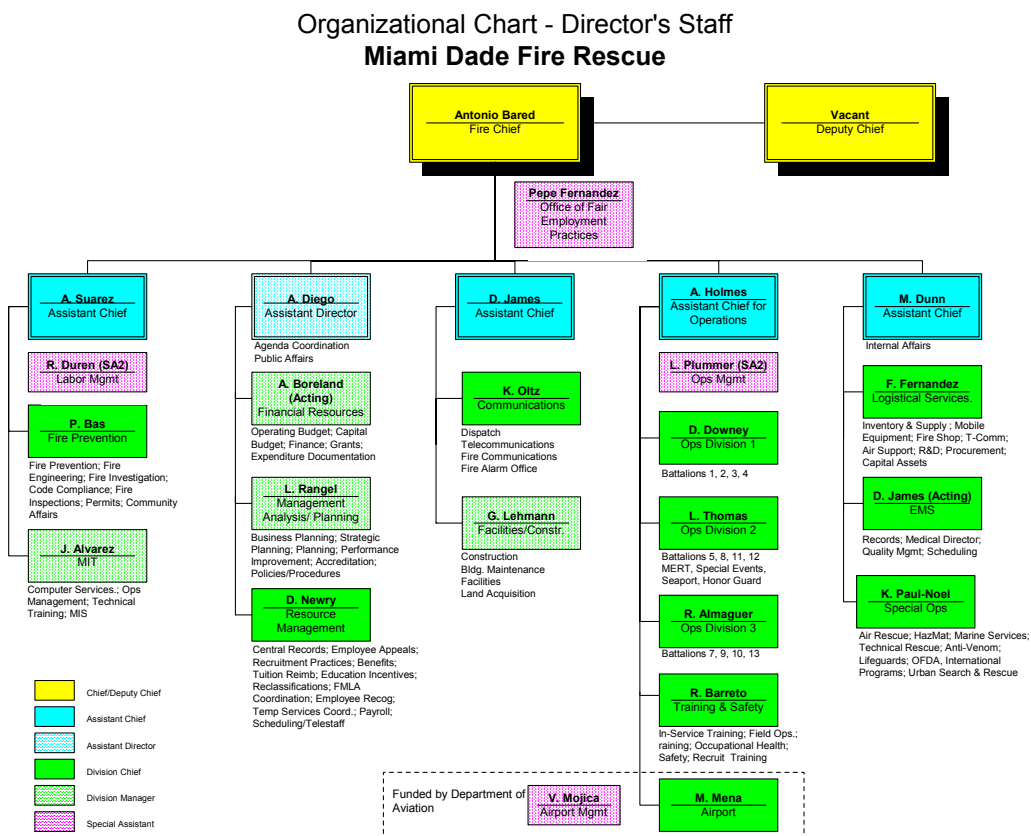 Organizational Chart - Director's Staff
Miami Dade Fire Rescue
Antonio Bared
Fire Chief
Vacant
Deputy Chief
Pepe Fernandez
Office of Fair
Employment
Practices
A. Suarez
Assistant Chief
R. Duren (SA2)
Labor Mgmt
P. Bas
Fire Prevention
Fire Prevention; Fire
Engineering; Fire Investigation;
Code Compliance; Fire
Inspections; Permits; Community
Affairs
J. Alvarez
MIT
Computer Services.; Ops
Management; Technical
Training; MIS
A. Diego
Assistant Director
Agenda Coordination
Public Affairs
A. Boreland
(Acting)
Financial Resources
Operating Budget; Capital
Budget; Finance; Grants;
Expenditure Documentation
L. Rangel
Management
Analysis/ Planning
Business Planning; Strategic
Planning; Planning; Performance
Improvement; Accreditation;
Policies/Procedures
D. Newry
Resource
Management
Central Records; Employee Appeals;
Recruitment Practices; Benefits;
Tuition Reimb; Education Incentives;
Reclassifications; FMLA
Coordination; Employee Recog;
Temp Services Coord.; Payroll;
Scheduling/Telestaff
D. James
Assistant Chief
K. Oltz
Communications
Dispatch
Telecommunications
Fire Communications
Fire Alarm Office
G. Lehmann
Facilities/Constr.
Construction
Bldg. Maintenance
Facilities
Land Acquisition
A. Holmes
Assistant Chief for
Operations
L. Plummer (SA2)
Ops Mgmt
D. Downey
Ops Division 1
Battalions 1, 2, 3, 4
L. Thomas
Ops Division 2
Battalions 5, 8, 11, 12
MERT, Special Events,
Seaport, Honor Guard
R. Almaguer
Ops Division 3
Battalions 7, 9, 10, 13
R. Barreto
Training & Safety
In-Service Training; Field Ops.;
raining; Occupational Health;
Safety; Recruit Training
M. Dunn
Assistant Chief
Internal Affairs
F. Fernandez
Logistical Services.
Inventory & Supply ; Mobile
Equipment; Fire Shop; T-Comm;
Air Support; R&D; Procurement;
Capital Assets
D. James (Acting)
EMS
Records; Medical Director;
Quality Mgmt; Scheduling
K. Paul-Noel
Special Ops
Air Rescue; HazMat; Marine Services;
Technical Rescue; Anti-Venom;
Lifeguards; OFDA, International
Programs; Urban Search & Rescue
Funded by Department of
Aviation
V. Mojica
Airport Mgmt
M. Mena
Airport
Chief/Deputy Chief
Assistant Chief
Assistant Director
Division Chief
Division Manager
Special Assistant